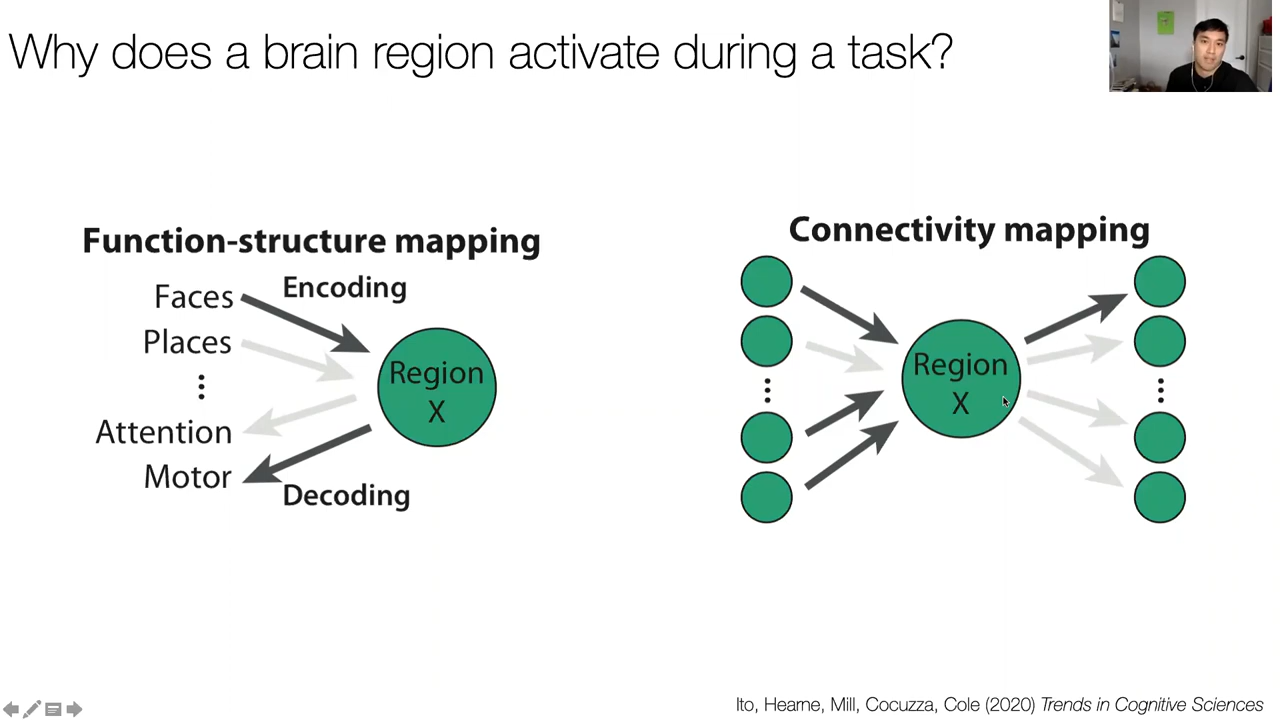 Why does a brain region activate during a task?
Function-structure mapping
Faces
Encoding
Places
Region
X
Attention
Motor
Decoding
Connectivity mapping
Region
X
Ito, Hearne, Mill, Cocuzza, Cole (2020) Trends in Cognitive Sciences